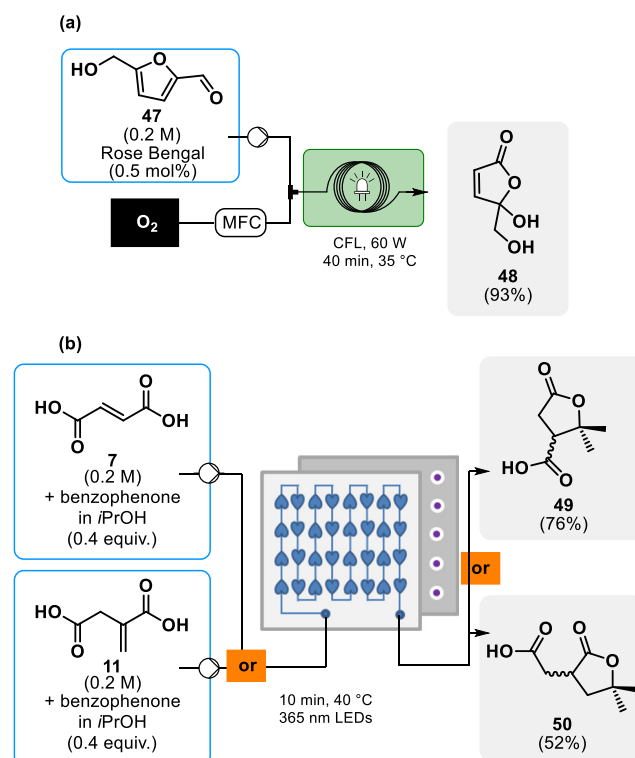 (a)
HO
O
O
47
(0.2 M)
Rose Bengal
(0.5 mol%)
O2
MFC
CFL, 60 W
40 min, 35 °C
O
O
OH
OH
48
(93%)
(b)
O
HO
OH
O
7
(0.2 M)
+ benzophenone
in iPrOH
(0.4 equiv.)
O
O
HO
OH
11
(0.2 M)
+ benzophenone
in iPrOH
(0.4 equiv.)
or
10 min, 40 °C
365 nm LEDs
or
O
O
HO
O
49
(76%)
O
O
HO
O
50
(52%)